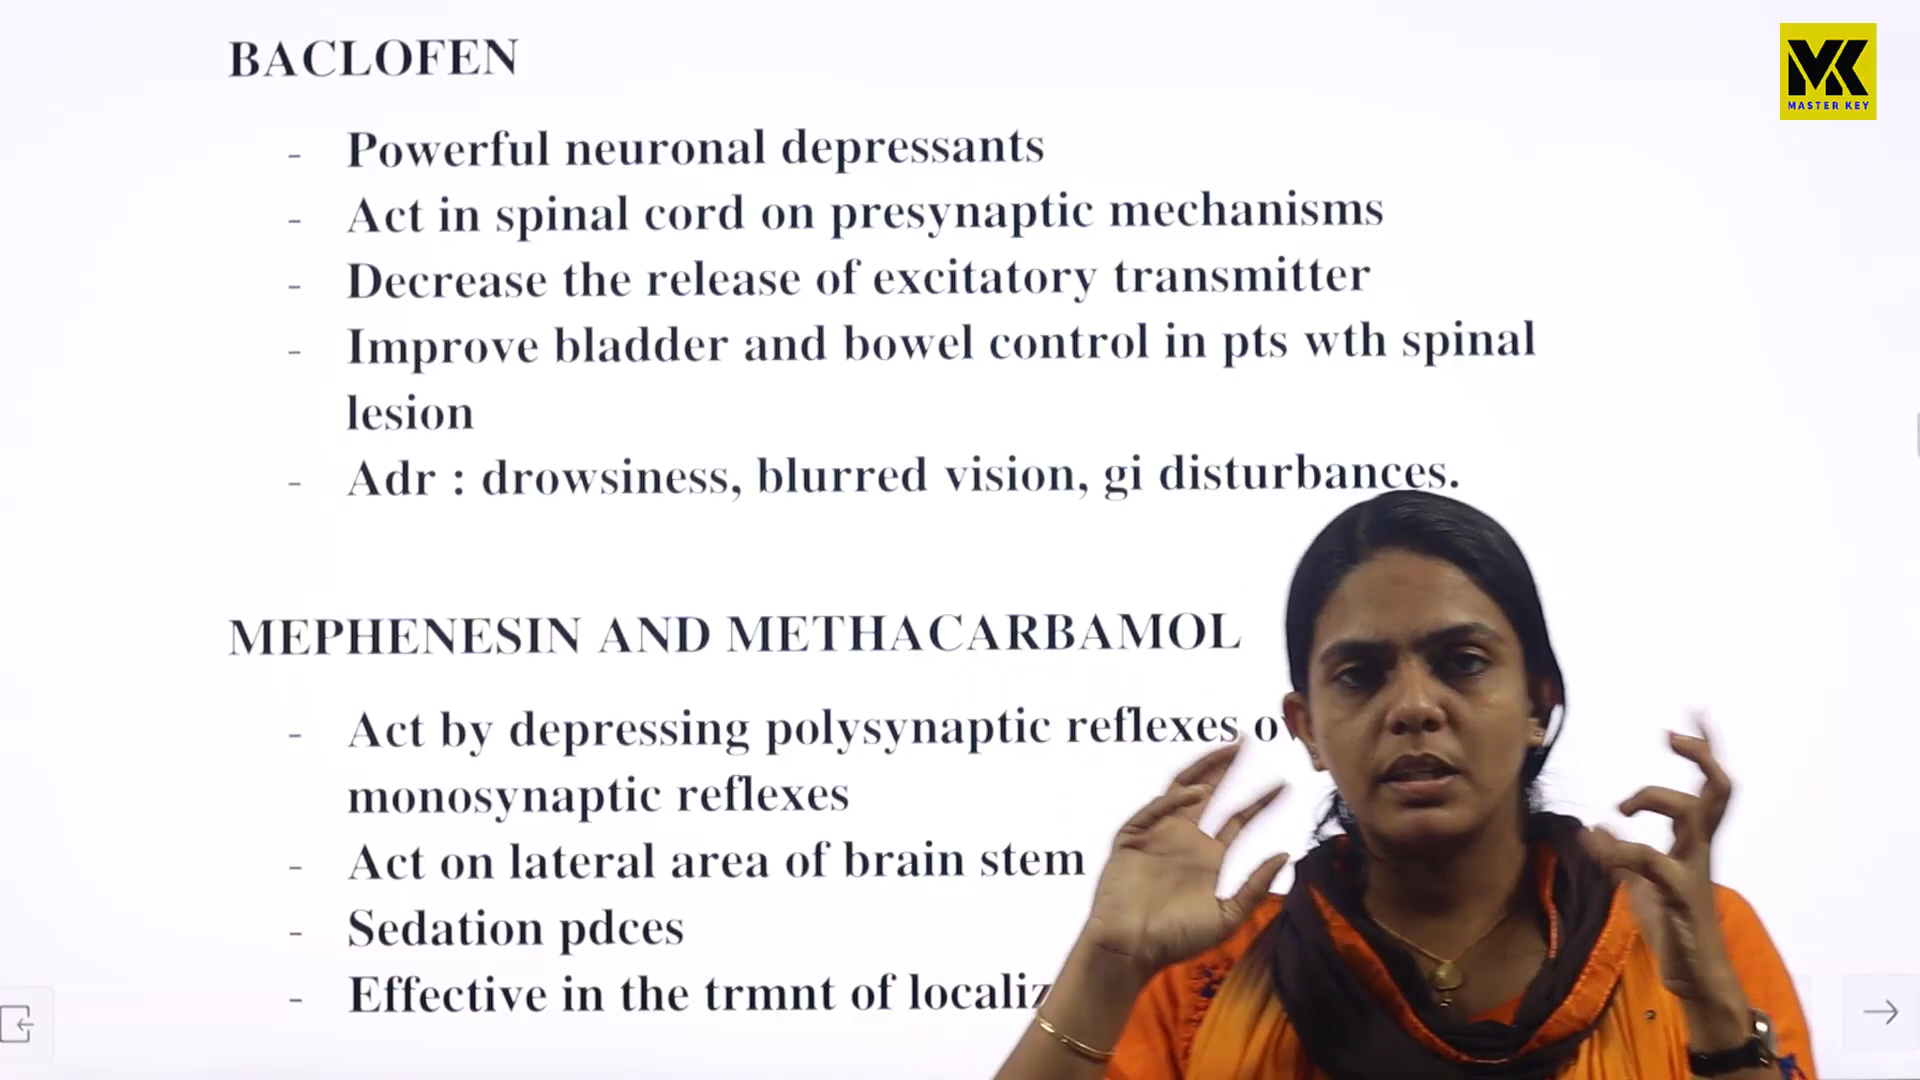 BACLOFEN
MASTER KEY
- Powerful neuronal depressants
- Act in spinal cord on presynaptic mechanisms
- Decrease the release of excitatory transmitter
- Improve bladder and bowel control in pts wth spinal
lesion
- Adr : drowsiness, blurred vision, gi disturbances.
MEPHENESIN AND METHACARBAMOL
- Act by depressing polysynaptic reflexes
monosynaptic reflexes
- Act on lateral area of brain stem
- Sedation pdces
- Effective in the trmnt of